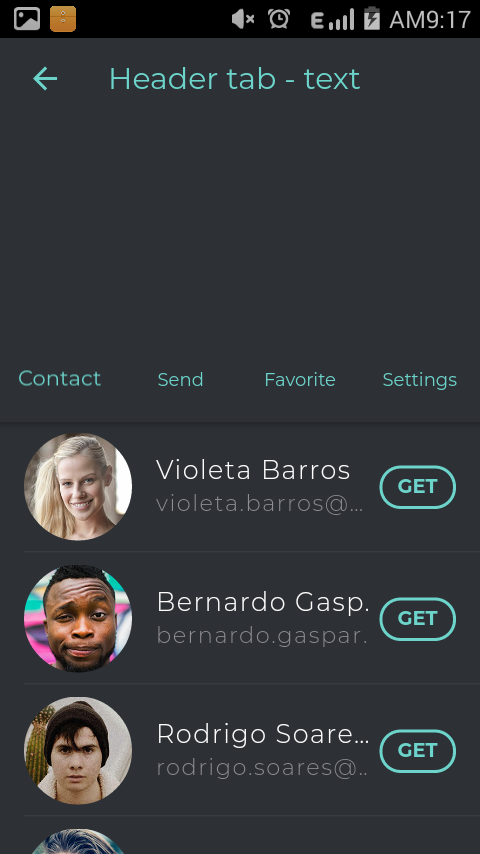 E AM9:17
Header tab - text
Contact Send Favorite Settings
Violeta Barros
violeta.barros@...
GET
Bernardo Gasp.
bernardo.gaspar.
GET
Rodrigo Soare...
rodrigo.soares@..
GET